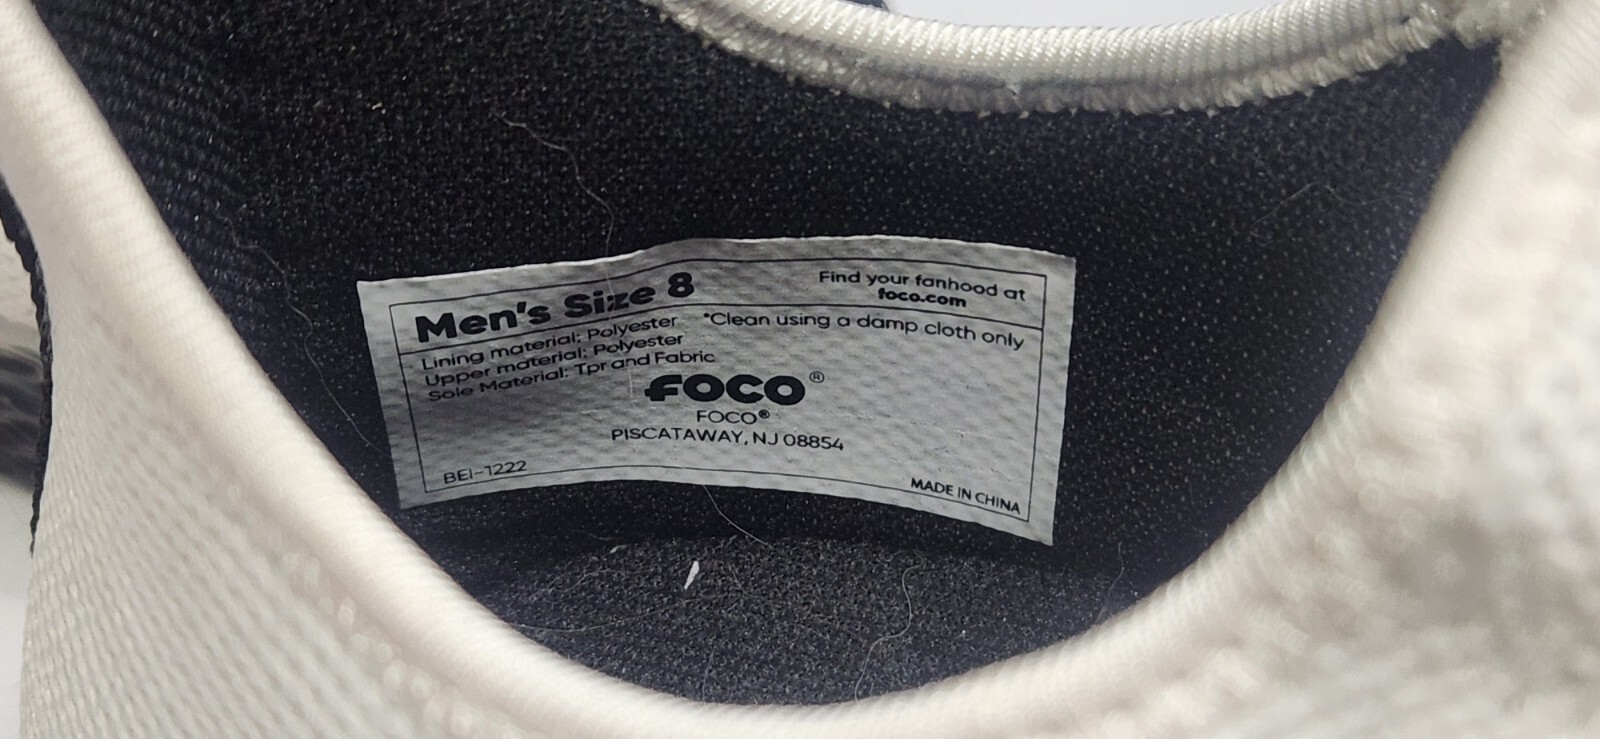 Men's Size 8
Find your fanhood at
foco.com
Lining material: Polyester
Upper material: Polyester
Sole Material: Tpr and Fabric
*Clean using a damp cloth only
FOCO®
FOCO®
PISCATAWAY, NJ 08854
BEI-1222
MADE IN CHINA